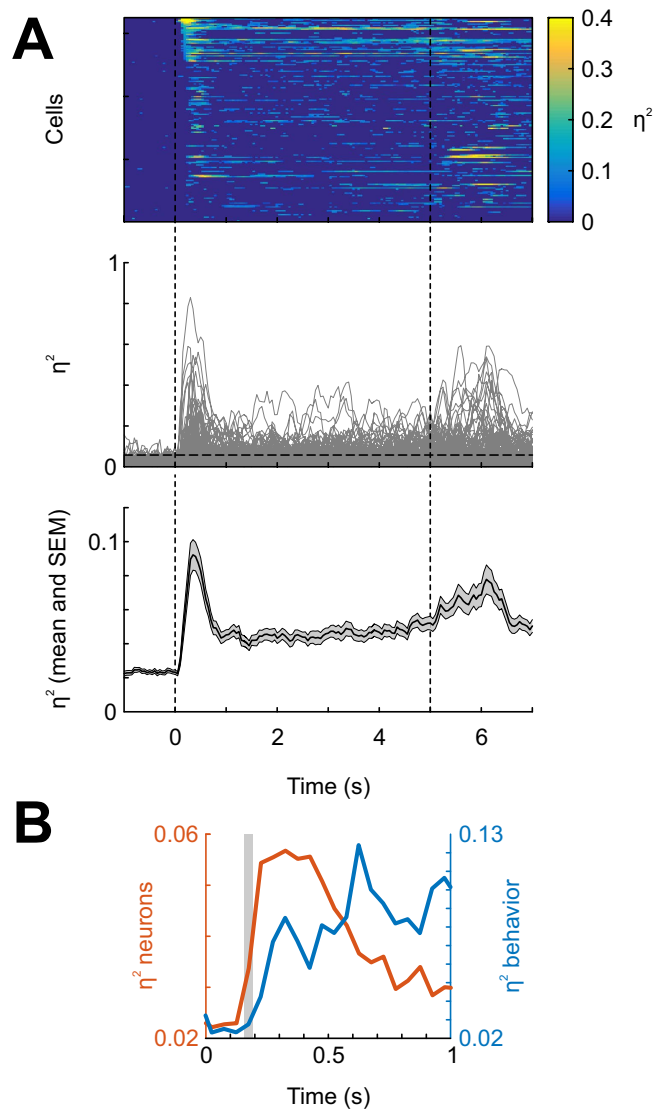 A
Cells
0.4
0.3
0.2
0.1
0
η²
1
η²
0
0.1
η² (mean and SEM)
0
0
2
4
6
Time (s)
B
0.06
0.13
η² neurons
η² behavior
0.02
0.02
0
0.5
1
Time (s)